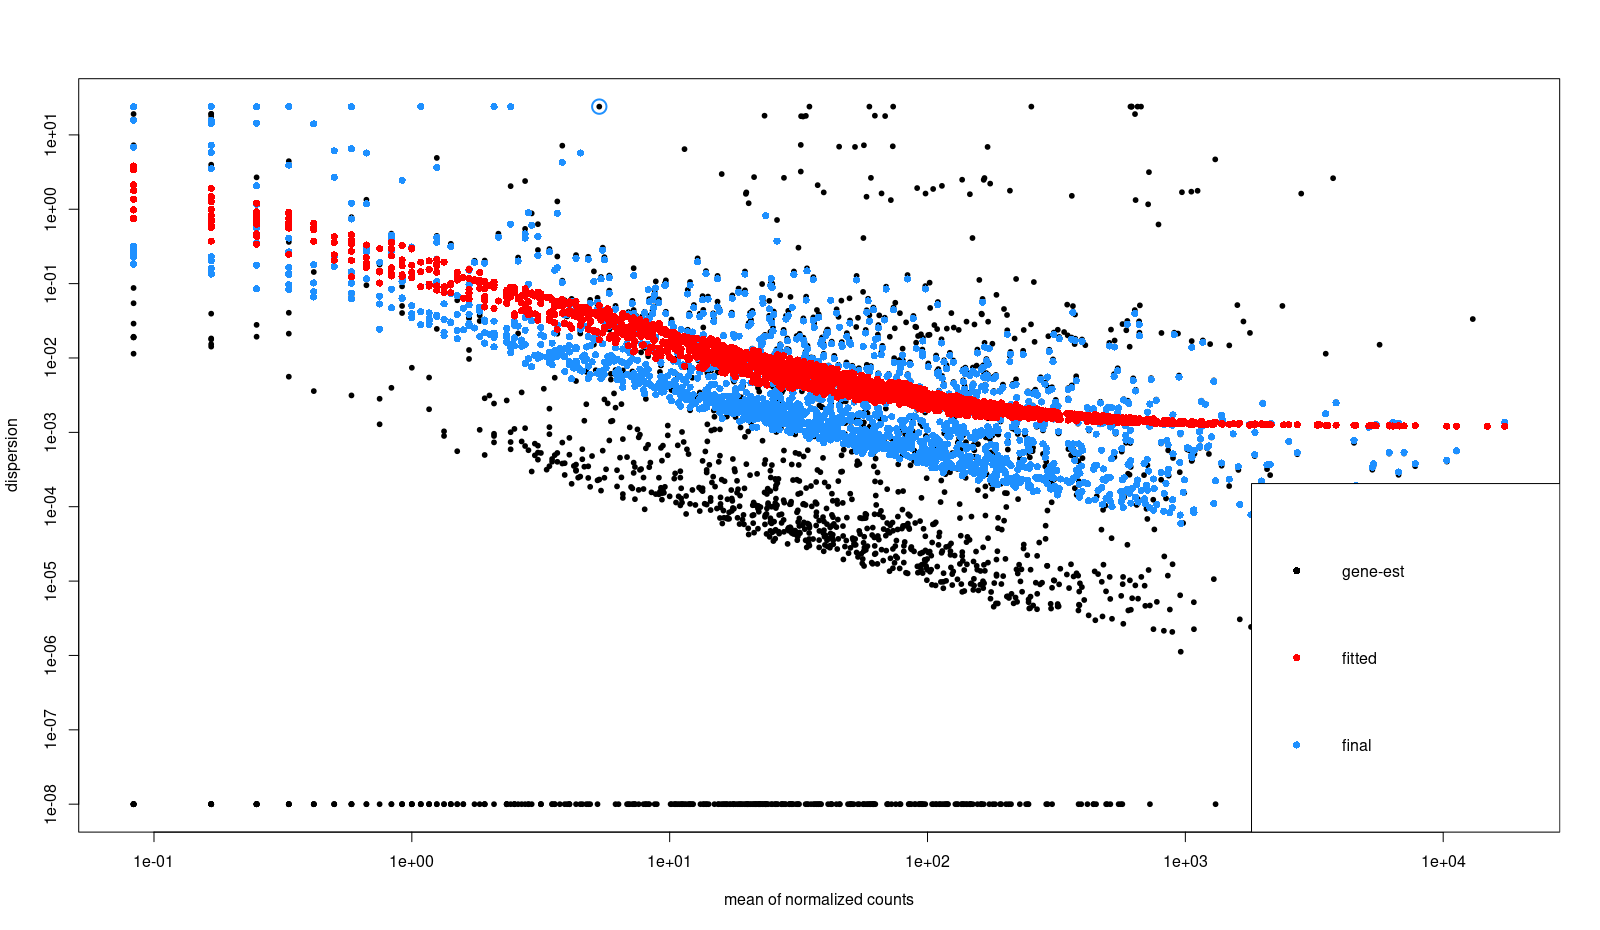 dispersion
1e+01
1e+00
1e-01
1e-02
1e-03
1e-04
1e-05
1e-06
1e-07
1e-08
gene-est
fitted
final
1e-01 1e+00 1e+01 1e+02 1e+03 1e+04
mean of normalized counts